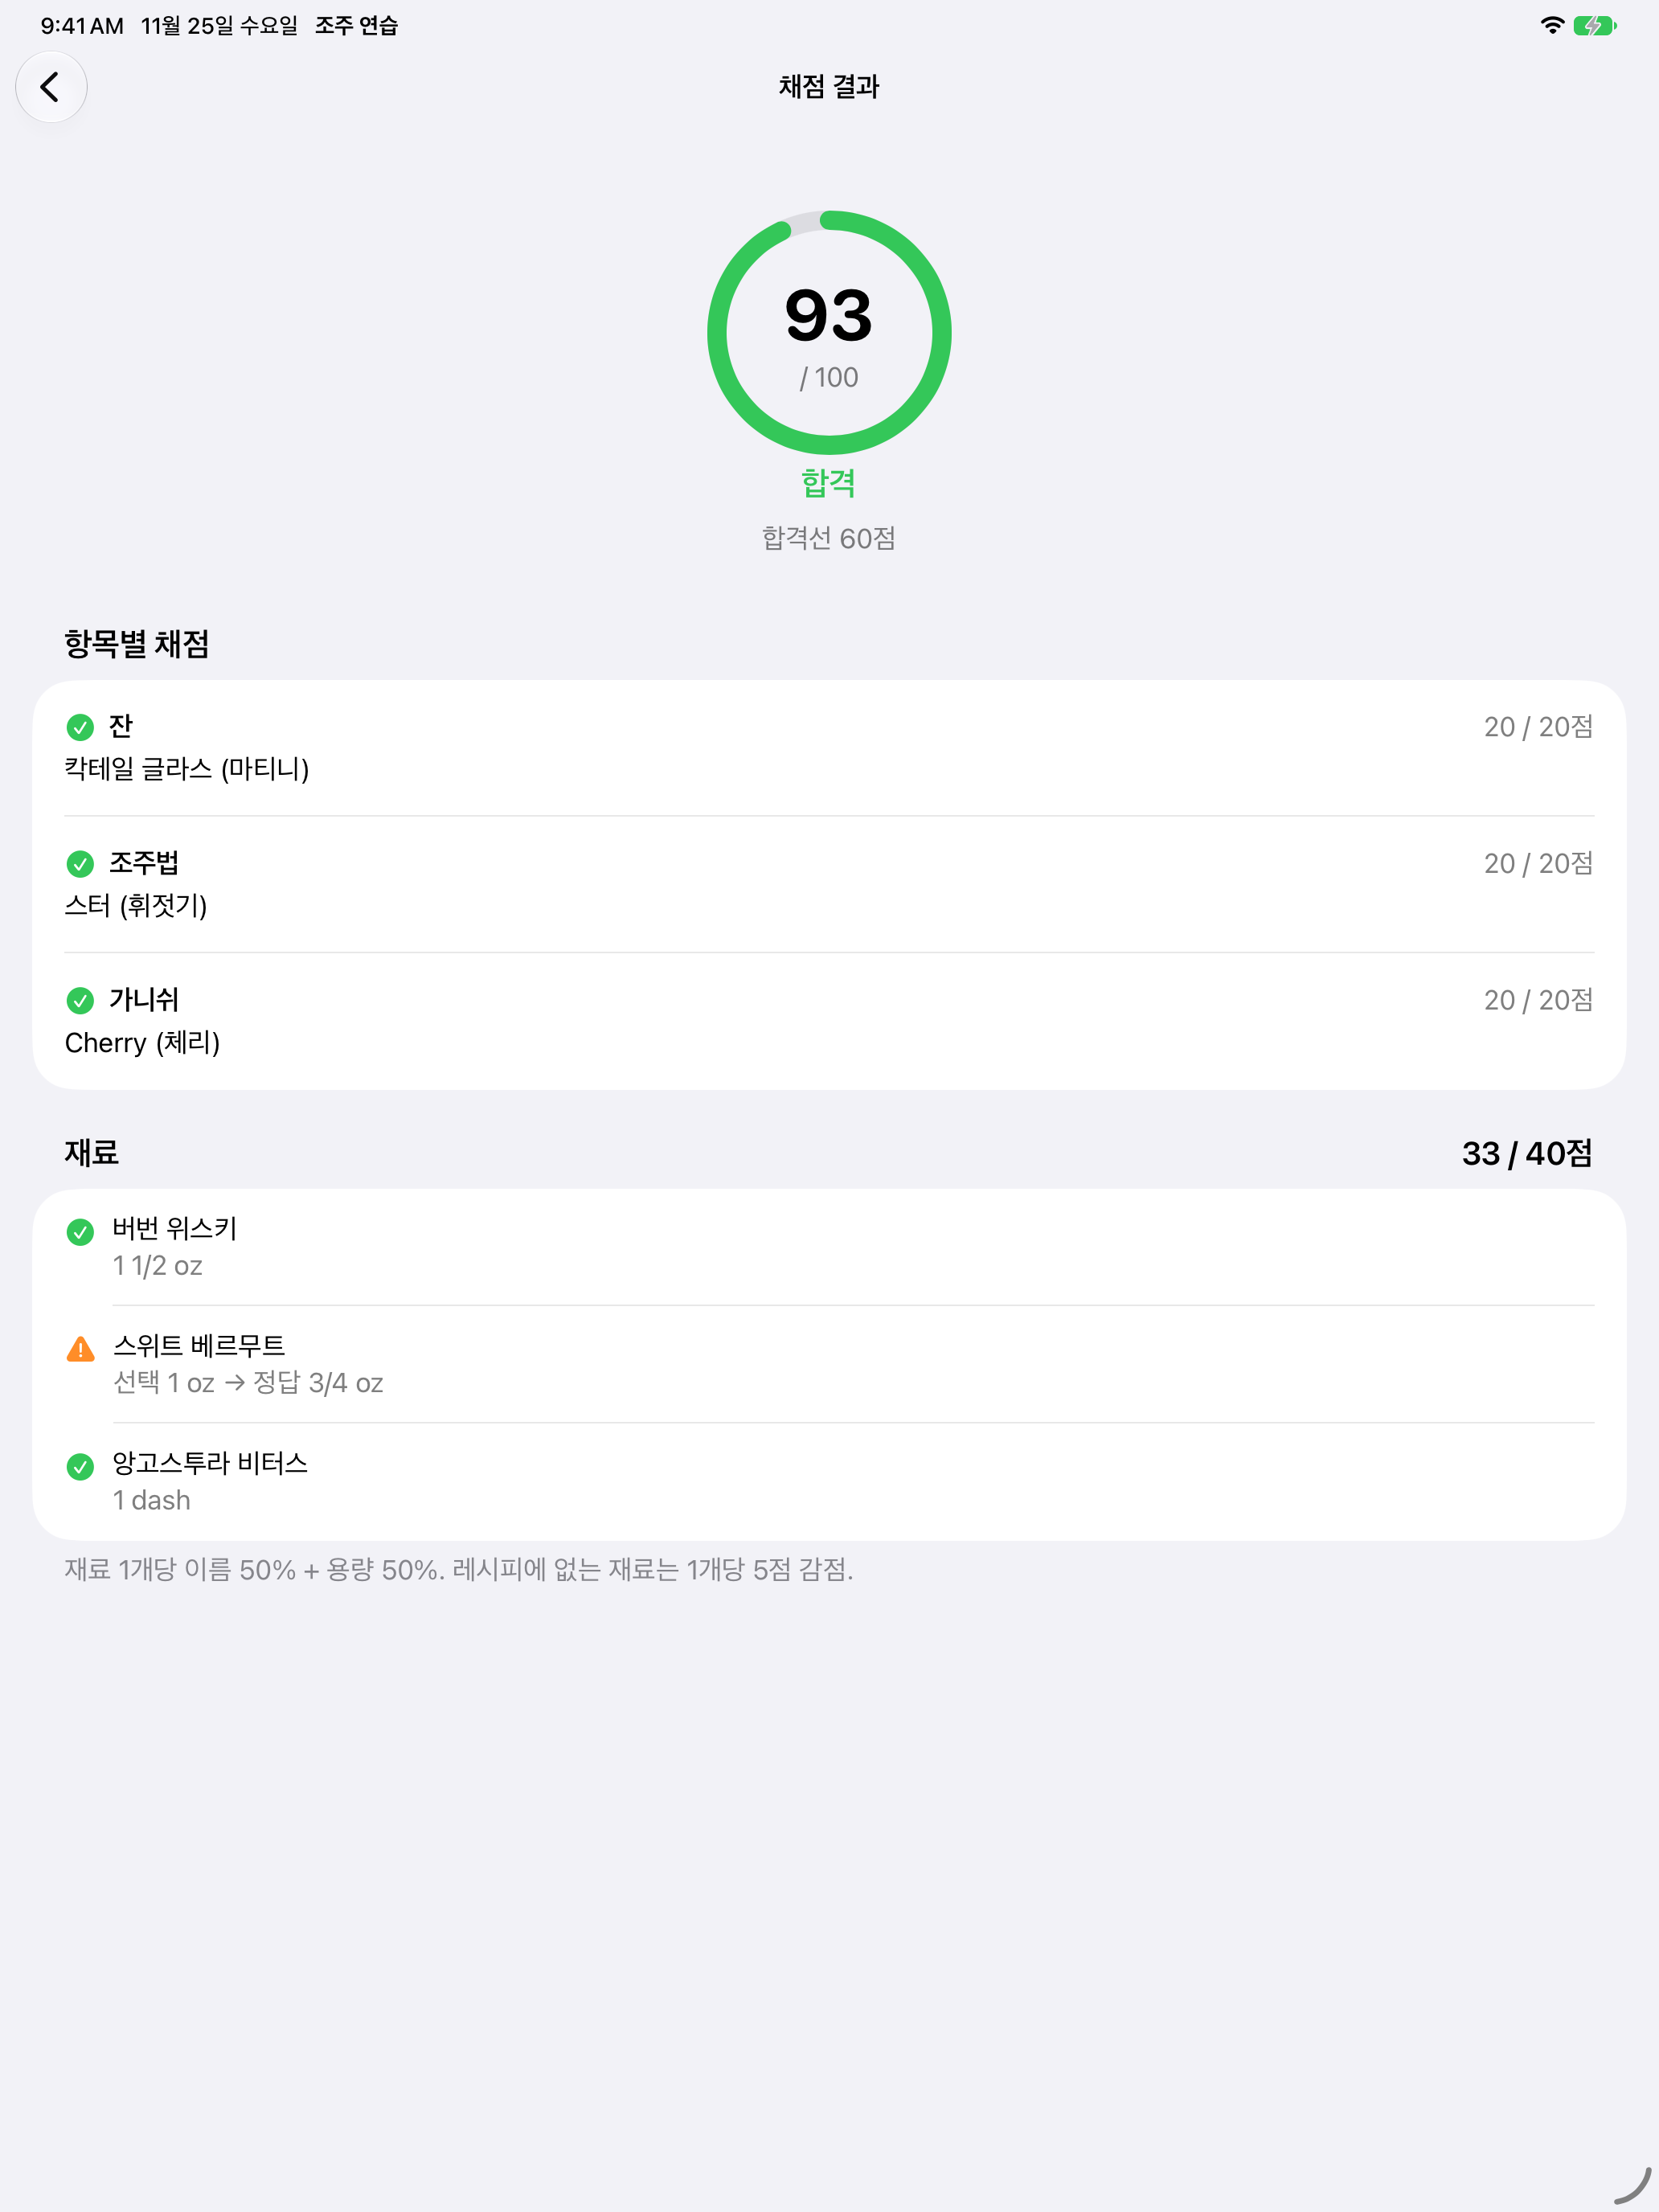 9:41 AM 11월 25일 수요일 조주 연습
채점 결과
93
/ 100
합격
합격선 60점
항목별 채점
잔 20 / 20점
칵테일 글라스 (마티니)
조주법 20 / 20점
스터 (휘젓기)
가니쉬 20 / 20점
Cherry (체리)
재료 33 / 40점
버번 위스키
1 1/2 oz
스위트 베르무트
선택 1 oz → 정답 3/4 oz
앙고스투라 비터스
1 dash
재료 1개당 이름 50% + 용량 50%. 레시피에 없는 재료는 1개당 5점 감점.